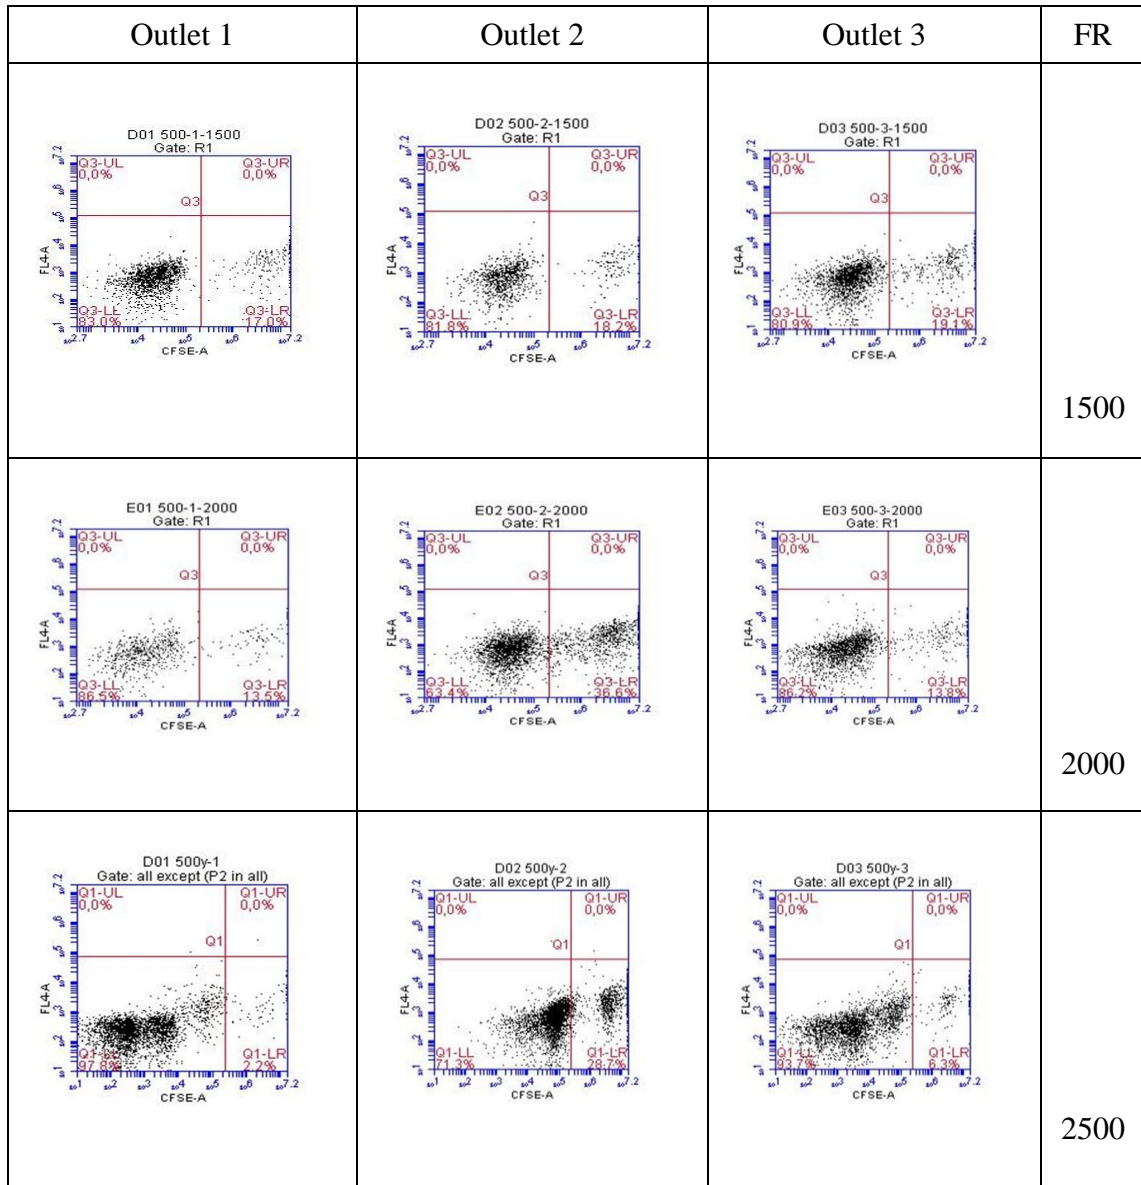 Outlet 1 Outlet 2 Outlet 3 FR
D01 500-1-1500
Gate: R1
Q3-UL Q3-UR
0,0% 0,0%
Q3
Q3-LL Q3-LR
83.0% 17.0%
FL4-A
CFSE-A
D02 500-2-1500
Gate: R1
Q3-UL Q3-UR
0,0% 0,0%
Q3
Q3-LL Q3-LR
81.8% 18.2%
FL4-A
CFSE-A
D03 500-3-1500
Gate: R1
Q3-UL Q3-UR
0,0% 0,0%
Q3
Q3-LL Q3-LR
80.9% 19.1%
FL4-A
CFSE-A
1500
E01 500-1-2000
Gate: R1
Q3-UL Q3-UR
0,0% 0,0%
Q3
Q3-LL Q3-LR
86.5% 13.5%
FL4-A
CFSE-A
E02 500-2-2000
Gate: R1
Q3-UL Q3-UR
0,0% 0,0%
Q3
Q3-LL Q3-LR
63.4% 36.6%
FL4-A
CFSE-A
E03 500-3-2000
Gate: R1
Q3-UL Q3-UR
0,0% 0,0%
Q3
Q3-LL Q3-LR
86.2% 13.8%
FL4-A
CFSE-A
2000
D01 500y-1
Gate: all except (P2 in all)
Q1-UL Q1-UR
0,0% 0,0%
Q1
Q1-LL Q1-LR
97.8% 2.2%
FL4-A
CFSE-A
D02 500y-2
Gate: all except (P2 in all)
Q1-UL Q1-UR
0,0% 0,0%
Q1
Q1-LL Q1-LR
71.3% 28.7%
FL4-A
CFSE-A
D03 500y-3
Gate: all except (P2 in all)
Q1-UL Q1-UR
0,0% 0,0%
Q1
Q1-LL Q1-LR
93.7% 6.3%
FL4-A
CFSE-A
2500